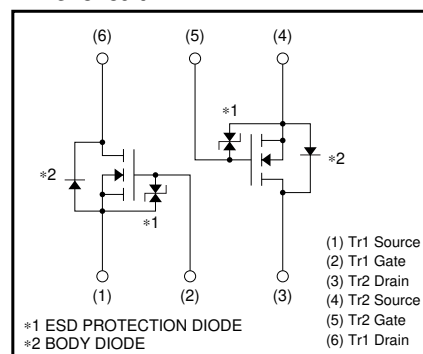 (6)
(5)
(4)
*1
*2
*2
*1
(1)
(2)
(3)
(1) Tr1 Source
(2) Tr1 Gate
(3) Tr2 Drain
(4) Tr2 Source
(5) Tr2 Gate
(6) Tr1 Drain
*1 ESD PROTECTION DIODE
*2 BODY DIODE